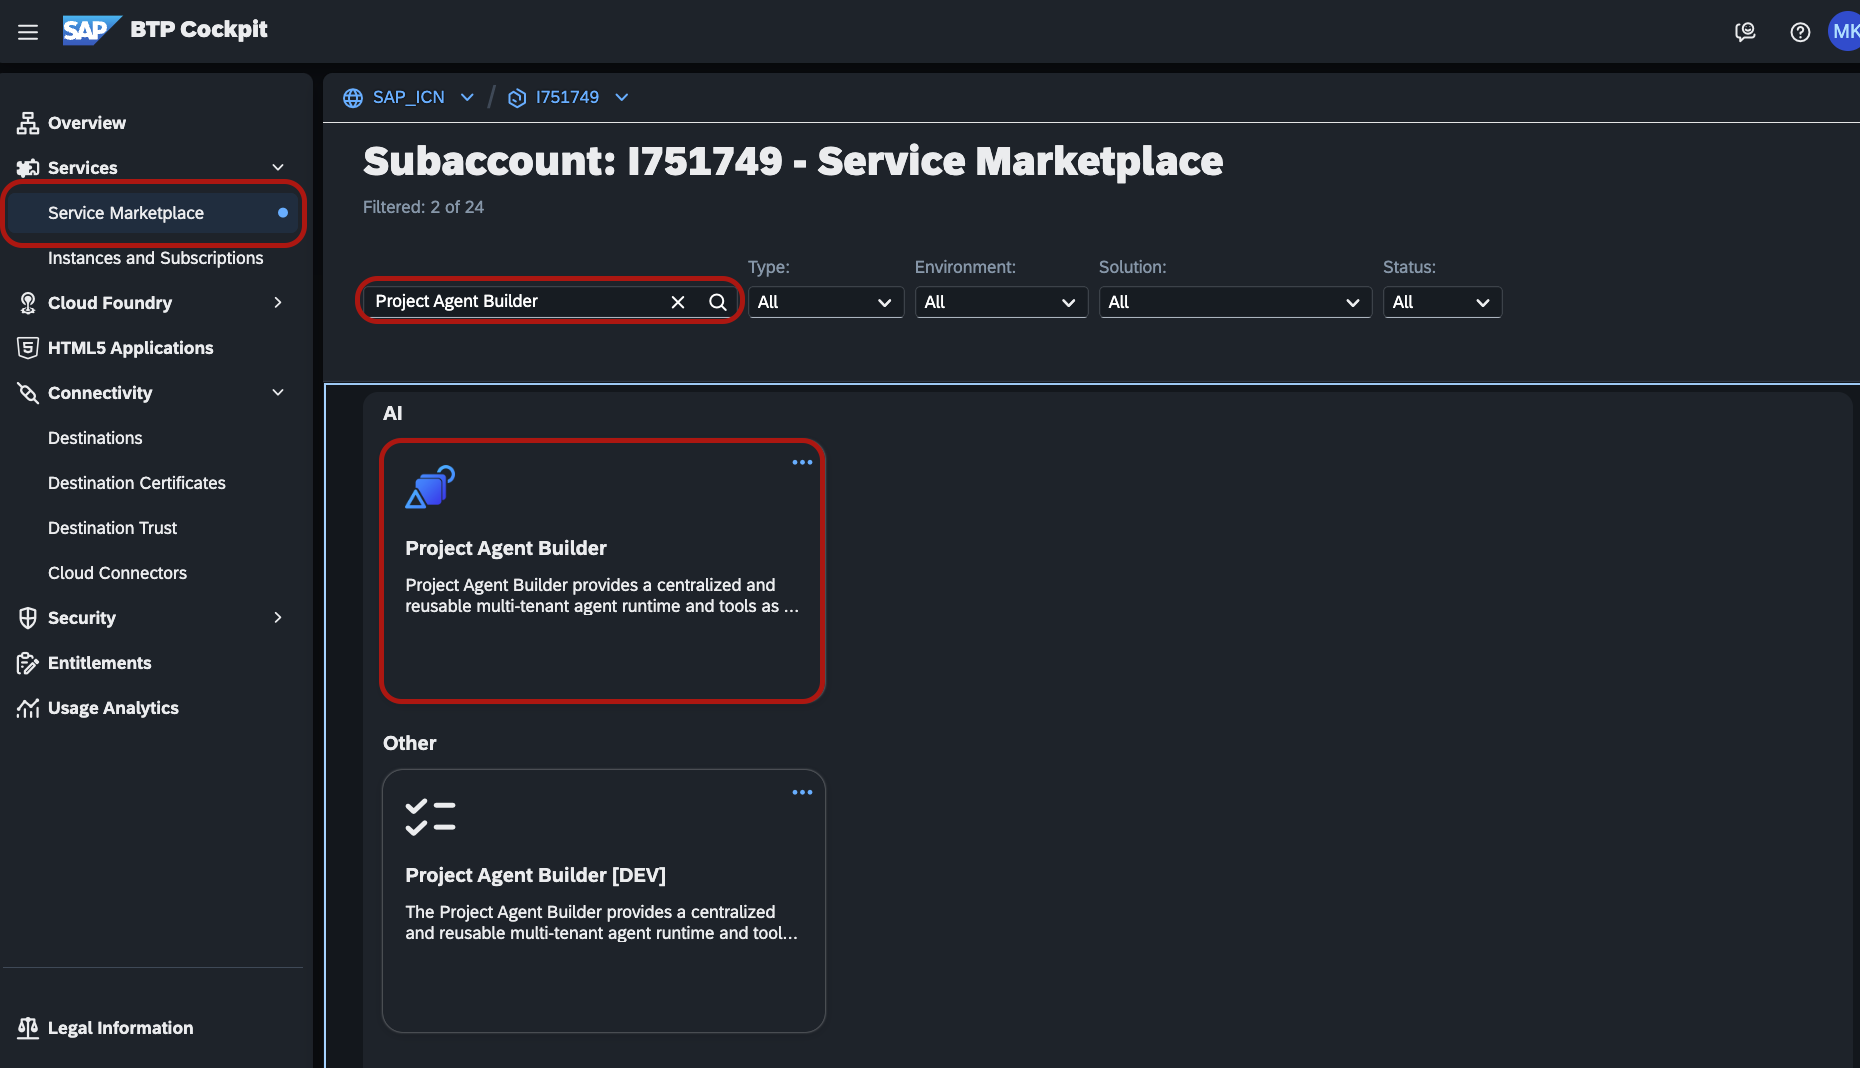 SAP BTP Cockpit
MK
Overview
Services
Service Marketplace
Instances and Subscriptions
Cloud Foundry
HTML5 Applications
Connectivity
Destinations
Destination Certificates
Destination Trust
Cloud Connectors
Security
Entitlements
Usage Analytics
Legal Information
SAP_ICN / I751749
Subaccount: I751749 - Service Marketplace
Filtered: 2 of 24
Project Agent Builder
Type:
All
Environment:
All
Solution:
All
Status:
All
AI
Project Agent Builder
Project Agent Builder provides a centralized and
reusable multi-tenant agent runtime and tools as ...
Other
Project Agent Builder [DEV]
The Project Agent Builder provides a centralized
and reusable multi-tenant agent runtime and tool...